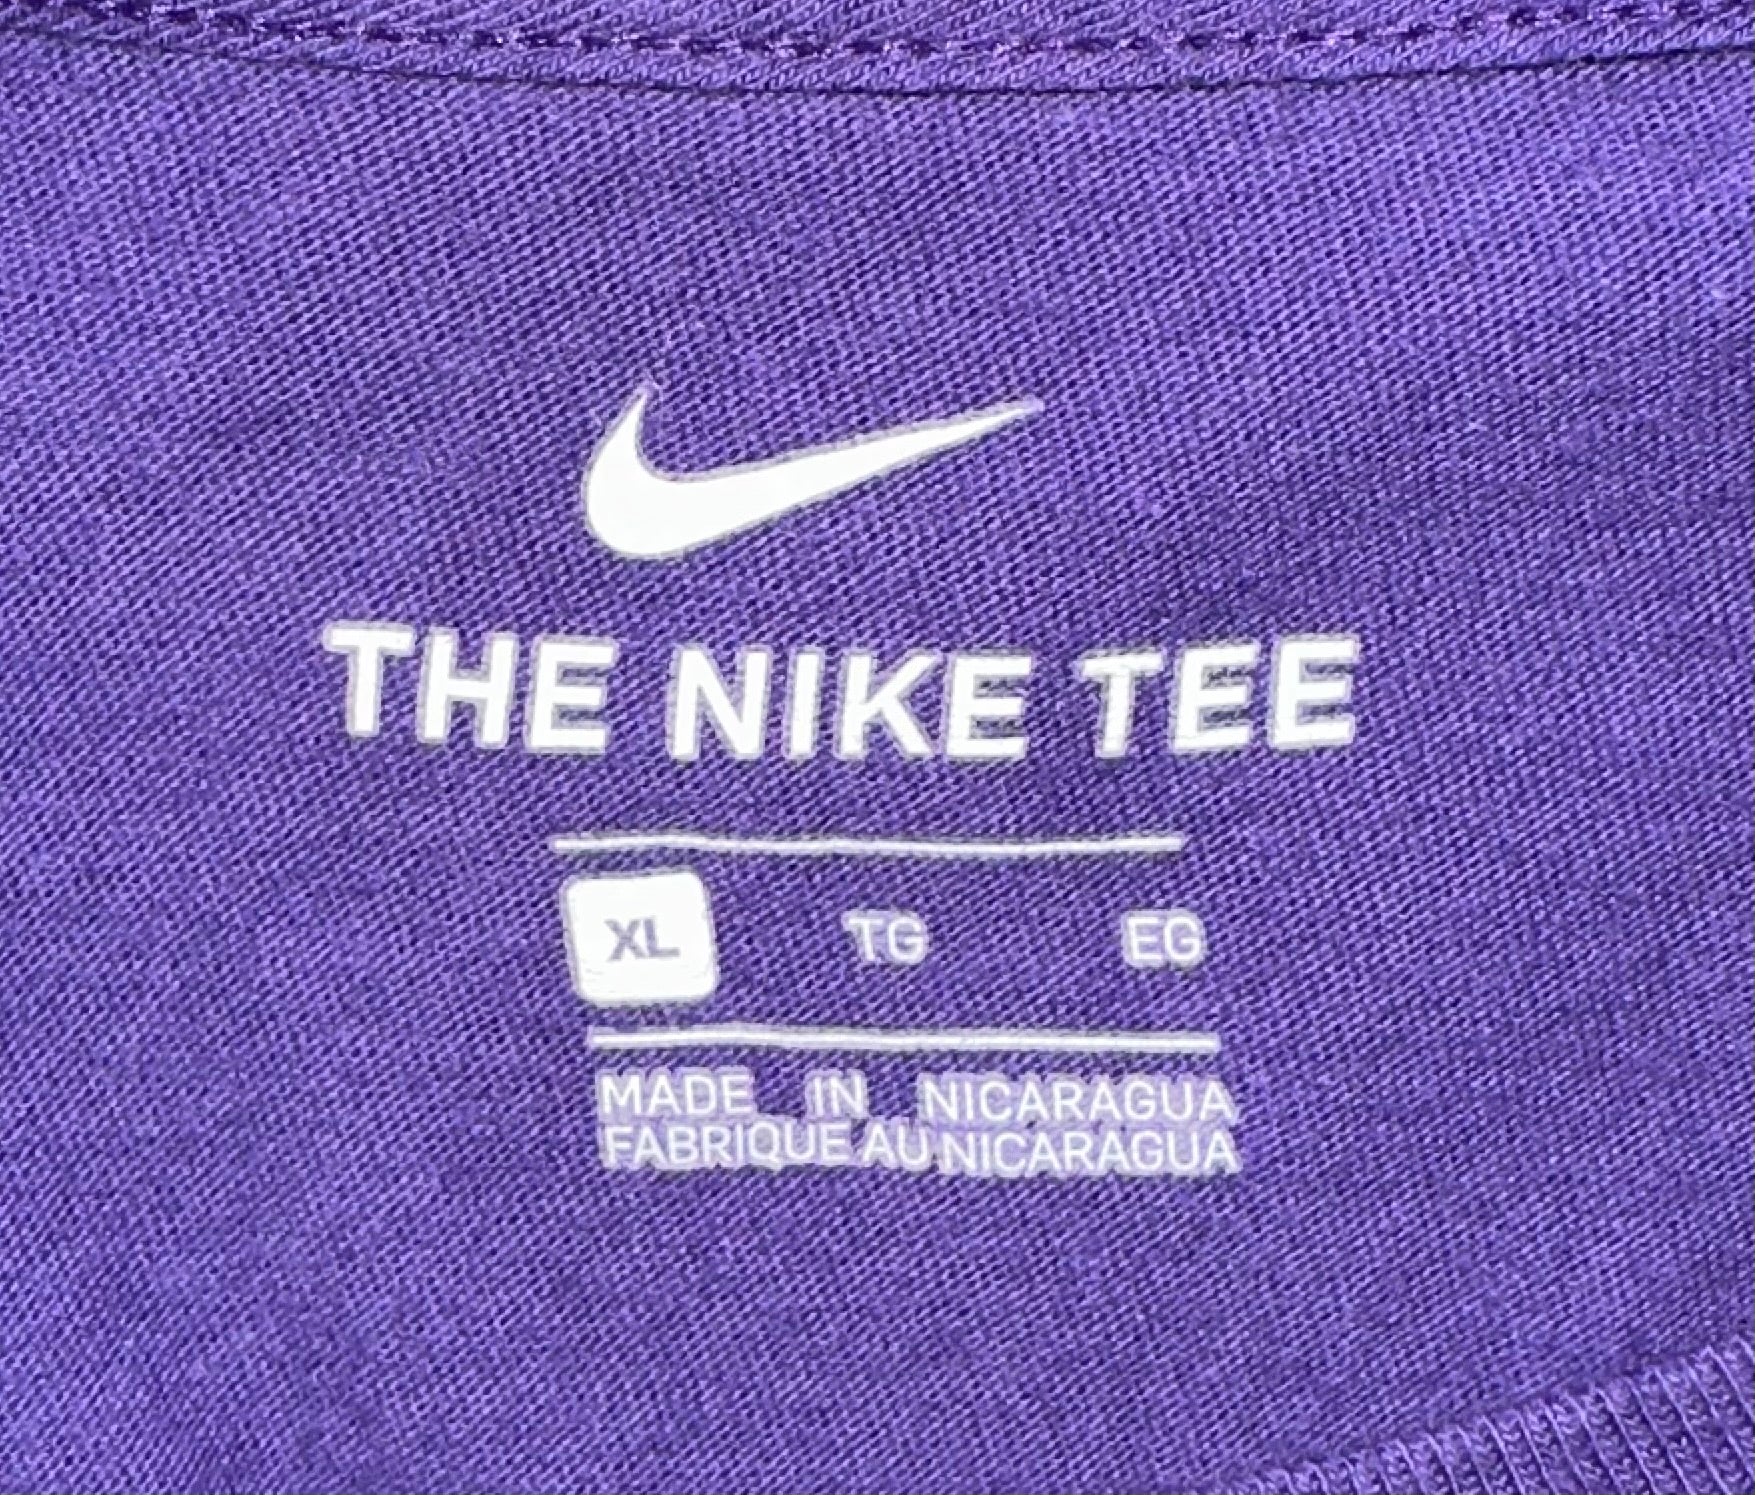 THE NIKE TEE
XL TG EG
MADE IN NICARAGUA
FABRIQUE AU NICARAGUA